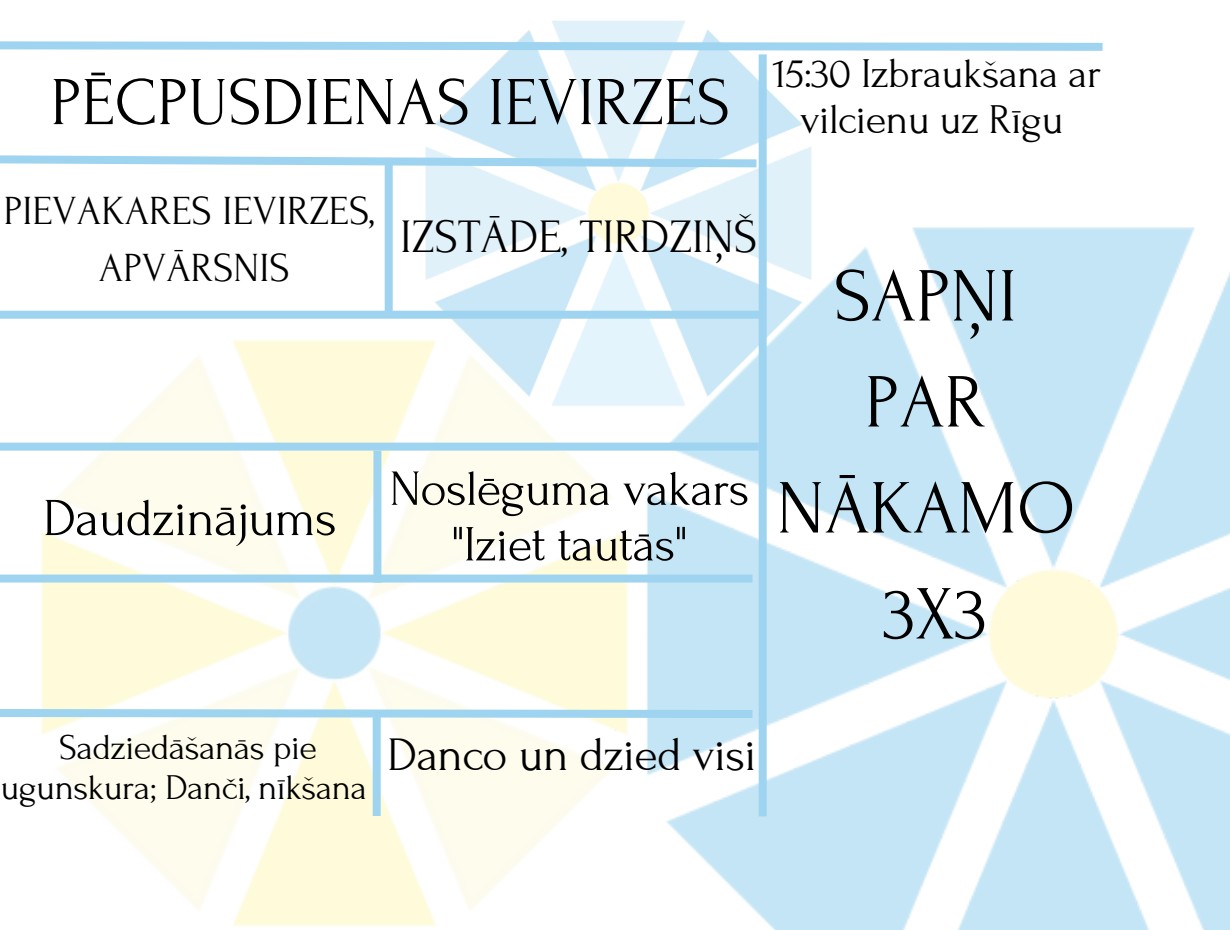 PĒCPUSDIENAS IEVIRZES
15:30 Izbraukšana ar
vilcienu uz Rīgu
PIEVAKARES IEVIRZES,
APVĀRSNIS
IZSTĀDE, TIRDZIŅŠ
SAPŅI
PAR
NĀKAMO
3X3
Daudzinājums
Noslēguma vakars
"Iziet tautās"
Sadziedāšanās pie
ugunskura; Danči, nīkšana
Danco un dzied visi